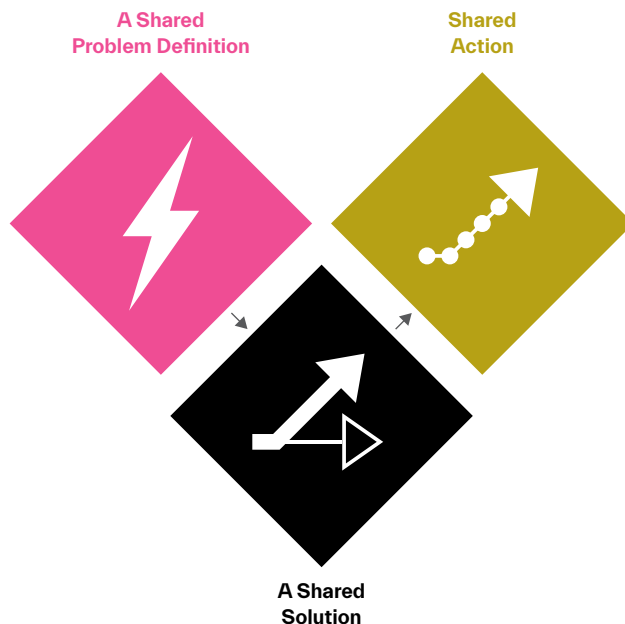 A Shared
Problem Definition
Shared
Action
A Shared
Solution